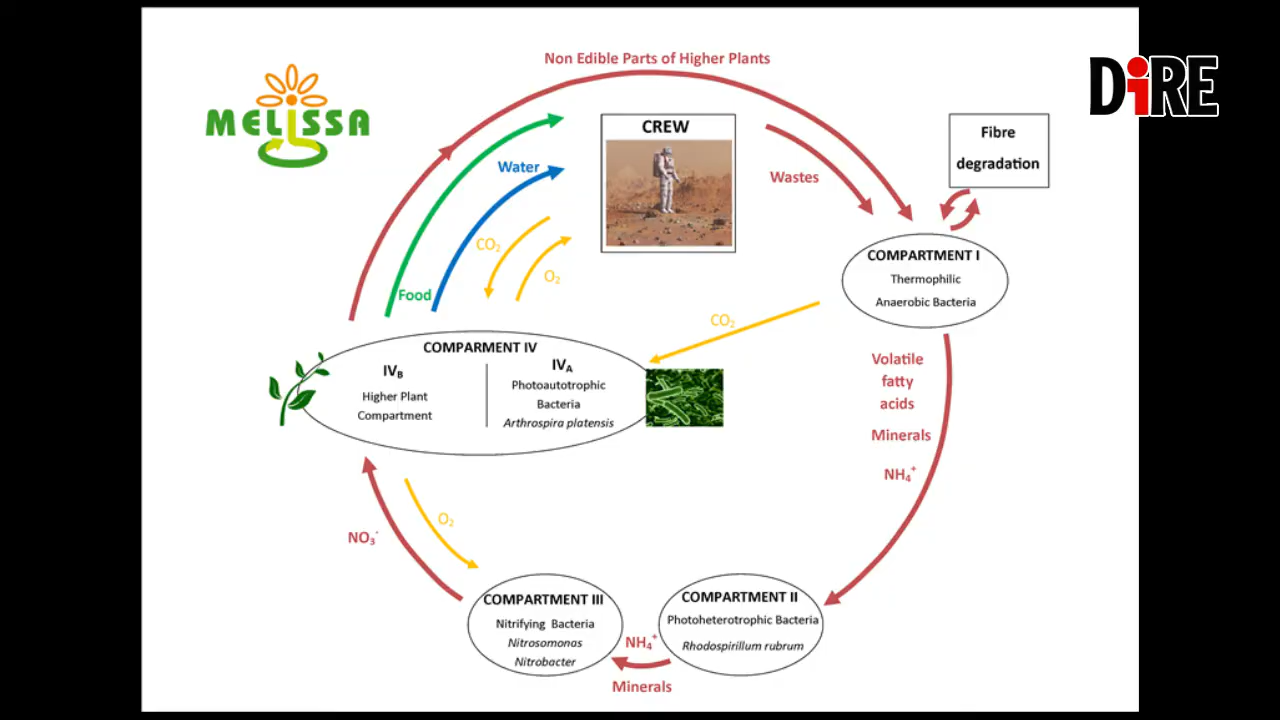 Non Edible Parts of Higher Plants
MELiSSA
DiRE
CREW
Fibre
degradation
Water
Wastes
CO2
O2
Food
COMPARTMENT I
Thermophilic
Anaerobic Bacteria
CO2
COMPARMENT IV
IVB
Higher Plant
Compartment
IVA
Photoautotrophic
Bacteria
Arthrospira platensis
Volatile
fatty
acids
Minerals
NH4+
O2
NO3-
COMPARTMENT III
Nitrifying Bacteria
Nitrosomonas
Nitrobacter
COMPARTMENT II
Photoheterotrophic Bacteria
Rhodospirillum rubrum
NH4+
Minerals